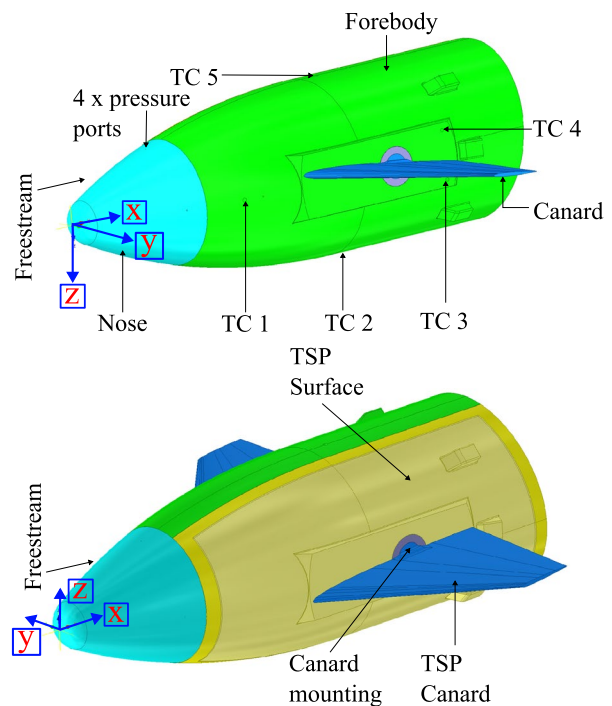 Forebody
TC 5
4 x pressure
ports
TC 4
Freestream
x
y
Canard
z
Nose
TC 1
TC 2
TC 3
TSP
Surface
Freestream
z
x
y
Canard
mounting
TSP
Canard